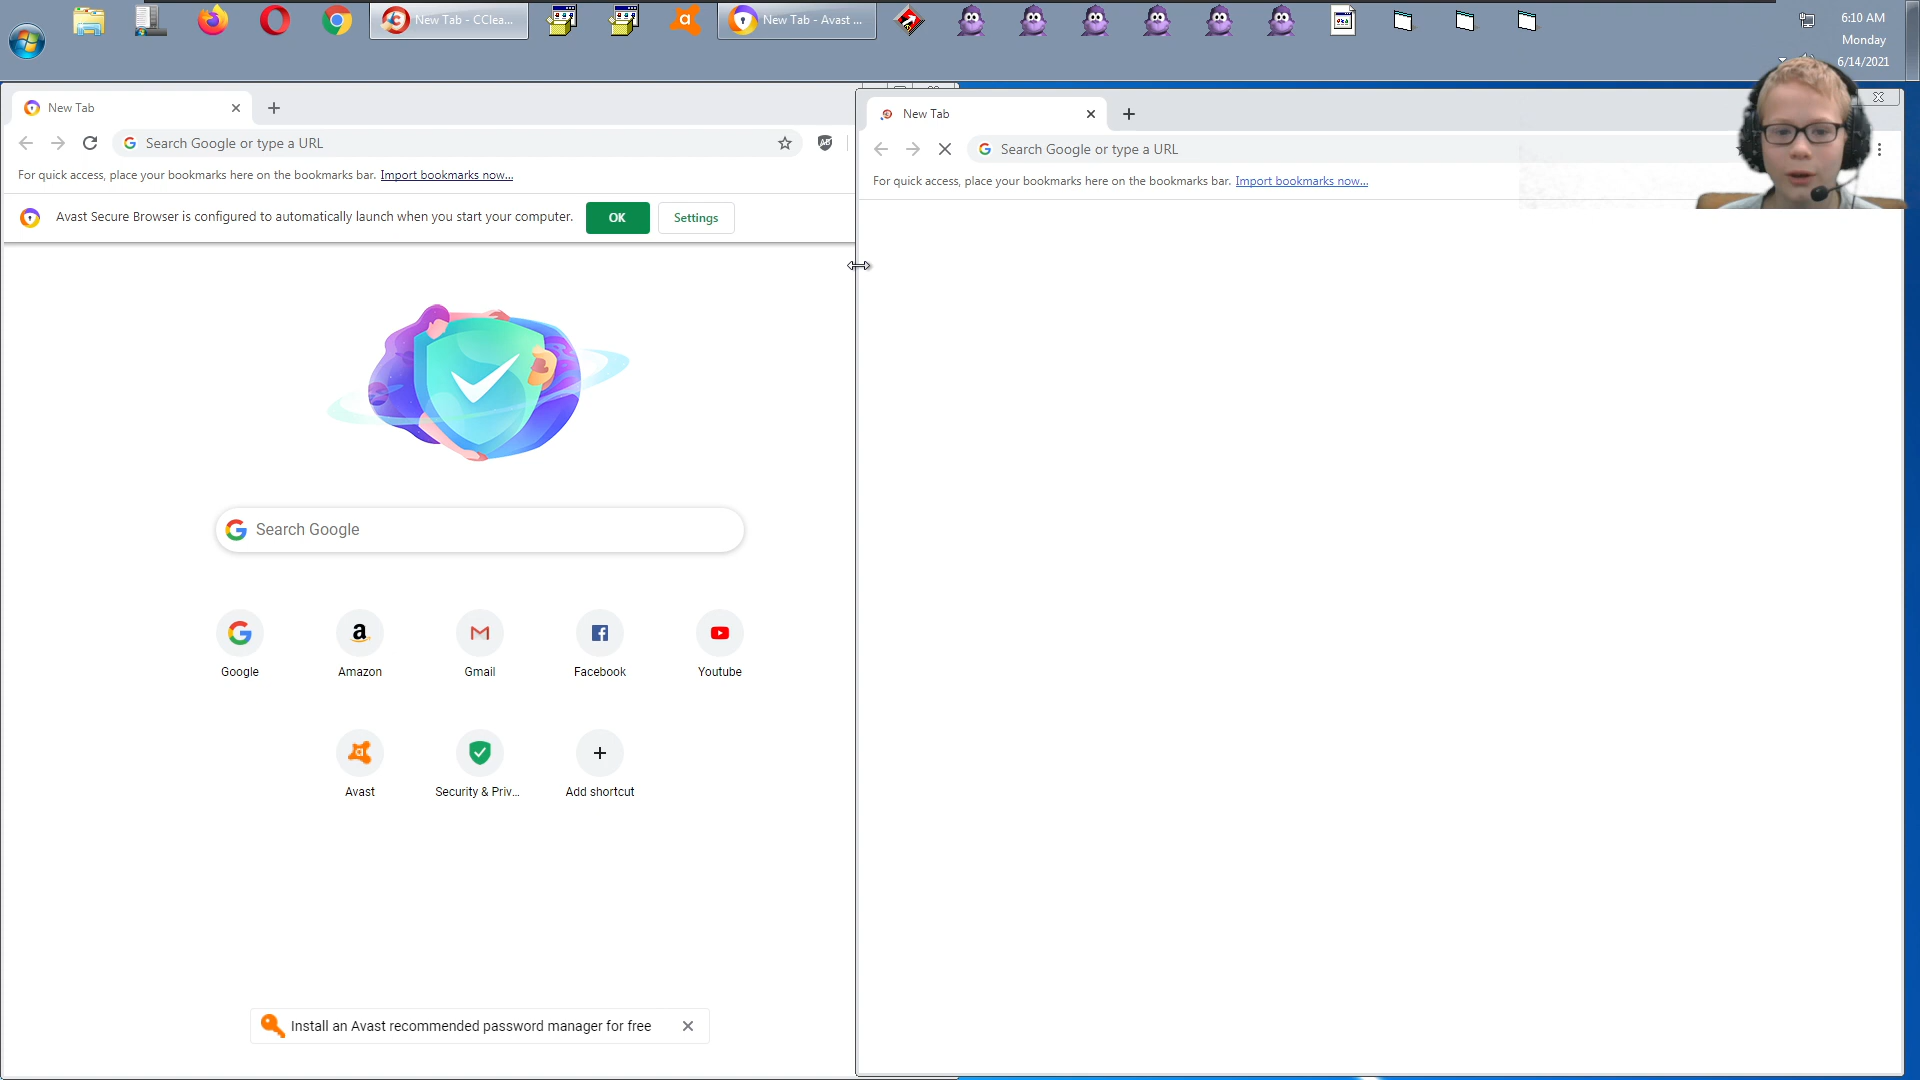 New Tab - CClea...
New Tab - Avast ...
6:10 AM
Monday
6/14/2021
New Tab
Search Google or type a URL
For quick access, place your bookmarks here on the bookmarks bar. Import bookmarks now...
Avast Secure Browser is configured to automatically launch when you start your computer. OK Settings
Search Google
Google Amazon Gmail Facebook Youtube
Avast Security & Priv... Add shortcut
Install an Avast recommended password manager for free
New Tab
Search Google or type a URL
For quick access, place your bookmarks here on the bookmarks bar. Import bookmarks now...